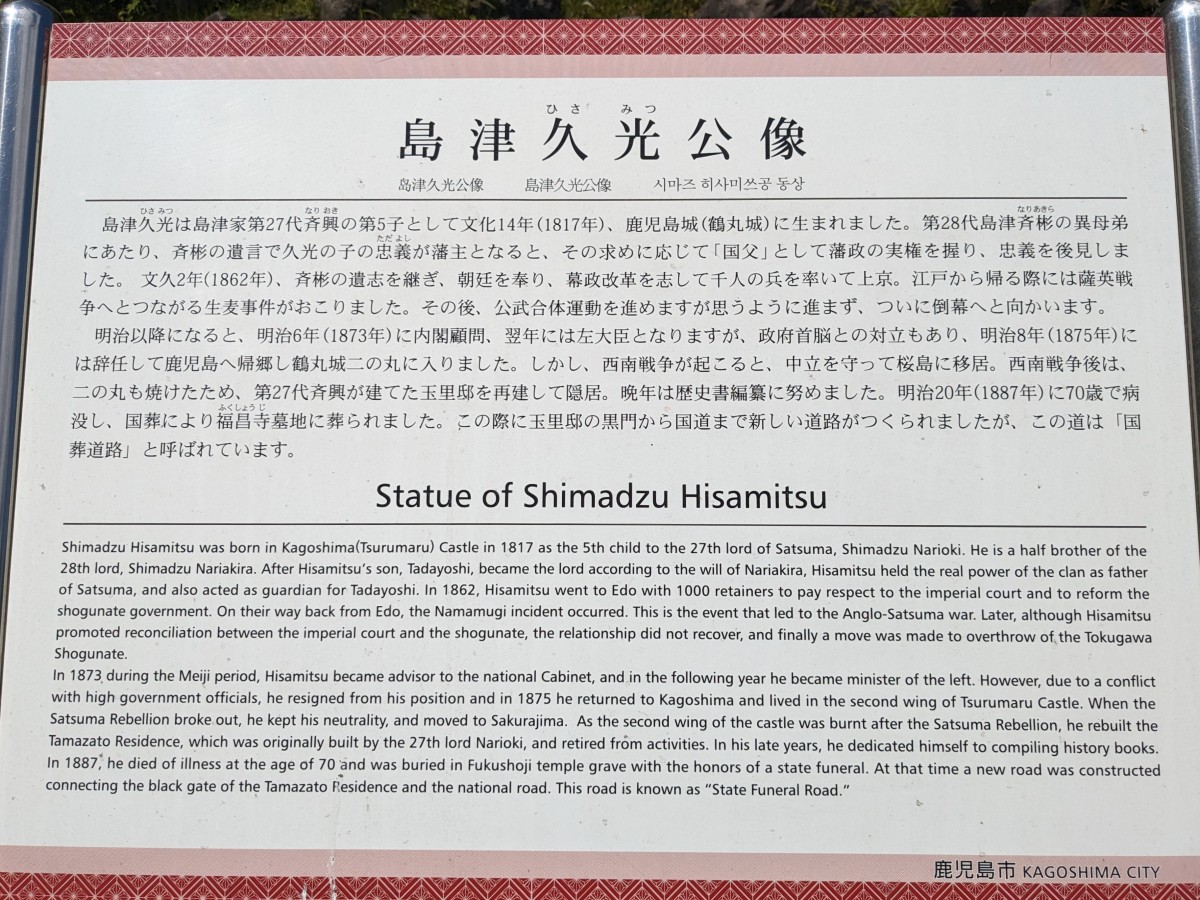 ひさ みつ
島津久光公像
岛津久光公像 島津久光公像 시마즈 히사미쓰공 동상
ひさ みつ なり おき なりあきら
島津久光は島津家第27代斉興の第5子として文化14年(1817年)、鹿児島城(鶴丸城)に生まれました。第28代島津斉彬の異母弟
ただ よし
にあたり、斉彬の遺言で久光の子の忠義が藩主となると、その求めに応じて「国父」として藩政の実権を握り、忠義を後見しま
した。 文久2年(1862年)、斉彬の遺志を継ぎ、朝廷を奉り、幕政改革を志して千人の兵を率いて上京。江戸から帰る際には薩英戦
争へとつながる生麦事件がおこりました。その後、公武合体運動を進めますが思うように進まず、ついに倒幕へと向かいます。
明治以降になると、明治6年(1873年)に内閣顧問、翌年には左大臣となりますが、政府首脳との対立もあり、明治8年(1875年)に
は辞任して鹿児島へ帰郷し鶴丸城二の丸に入りました。しかし、西南戦争が起こると、中立を守って桜島に移居。西南戦争後は、
二の丸も焼けたため、第27代斉興が建てた玉里邸を再建して隠居。晩年は歴史書編纂に努めました。明治20年(1887年)に70歳で病
ふくしょうじ
没し、国葬により福昌寺墓地に葬られました。この際に玉里邸の黒門から国道まで新しい道路がつくられましたが、この道は「国
葬道路」と呼ばれています。
Statue of Shimadzu Hisamitsu
Shimadzu Hisamitsu was born in Kagoshima(Tsurumaru) Castle in 1817 as the 5th child to the 27th lord of Satsuma, Shimadzu Narioki. He is a half brother of the
28th lord, Shimadzu Nariakira. After Hisamitsu's son, Tadayoshi, became the lord according to the will of Nariakira, Hisamitsu held the real power of the clan as father
of Satsuma, and also acted as guardian for Tadayoshi. In 1862, Hisamitsu went to Edo with 1000 retainers to pay respect to the imperial court and to reform the
shogunate government. On their way back from Edo, the Namamugi incident occurred. This is the event that led to the Anglo-Satsuma war. Later, although Hisamitsu
promoted reconciliation between the imperial court and the shogunate, the relationship did not recover, and finally a move was made to overthrow of the Tokugawa
Shogunate.
In 1873 during the Meiji period, Hisamitsu became advisor to the national Cabinet, and in the following year he became minister of the left. However, due to a conflict
with high government officials, he resigned from his position and in 1875 he returned to Kagoshima and lived in the second wing of Tsurumaru Castle. When the
Satsuma Rebellion broke out, he kept his neutrality, and moved to Sakurajima. As the second wing of the castle was burnt after the Satsuma Rebellion, he rebuilt the
Tamazato Residence, which was originally built by the 27th lord Narioki, and retired from activities. In his late years, he dedicated himself to compiling history books.
In 1887, he died of illness at the age of 70 and was buried in Fukushoji temple grave with the honors of a state funeral. At that time a new road was constructed
connecting the black gate of the Tamazato Residence and the national road. This road is known as "State Funeral Road."
鹿児島市 KAGOSHIMA CITY